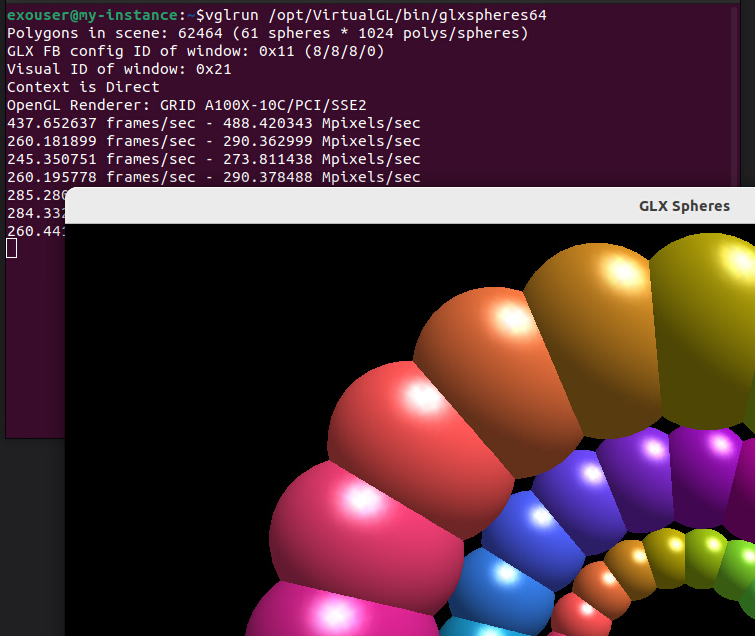 exouser@my-instance:~$vglrun /opt/VirtualGL/bin/glxspheres64
Polygons in scene: 62464 (61 spheres * 1024 polys/spheres)
GLX FB config ID of window: 0x11 (8/8/8/0)
Visual ID of window: 0x21
Context is Direct
OpenGL Renderer: GRID A100X-10C/PCI/SSE2
437.652637 frames/sec - 488.420343 Mpixels/sec
260.181899 frames/sec - 290.362999 Mpixels/sec
245.350751 frames/sec - 273.811438 Mpixels/sec
260.195778 frames/sec - 290.378488 Mpixels/sec
285.280
284.332
260.441
GLX Spheres